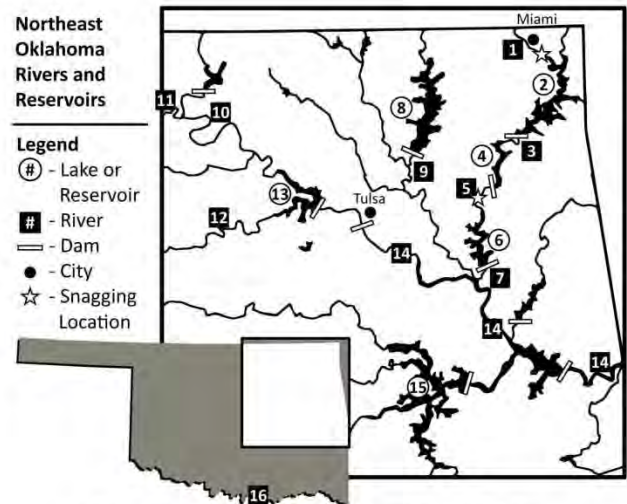 Northeast
Oklahoma
Rivers and
Reservoirs
Legend
# - Lake or
Reservoir
# - River
- Dam
- City
- Snagging
Location
Miami
1
2
3
4
5
6
7
8
9
10
11
12
13
Tulsa
14
14
14
15
16